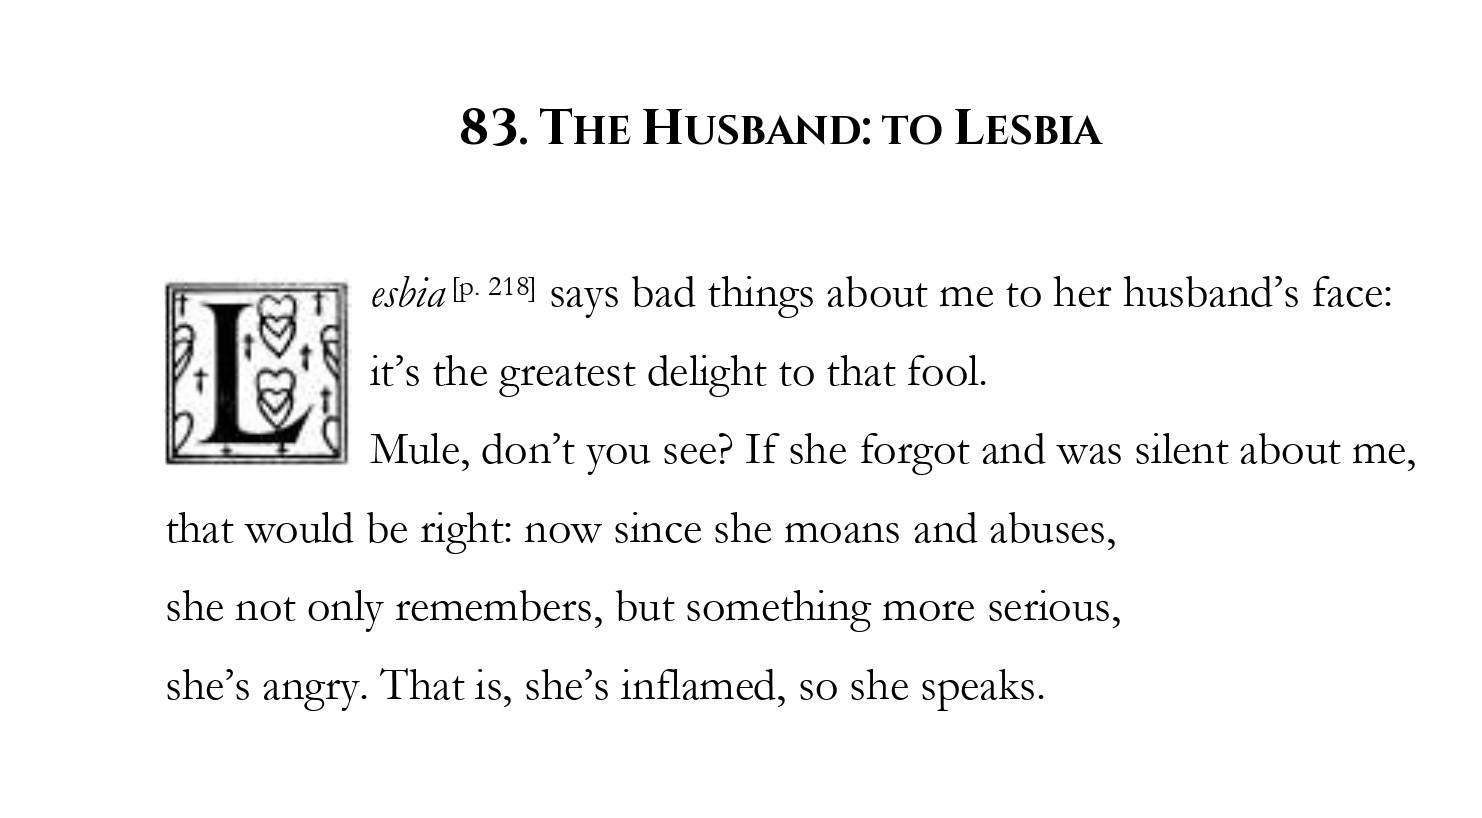 83. The Husband: to Lesbia
Lesbia [p. 218] says bad things about me to her husband’s face:
it’s the greatest delight to that fool.
Mule, don’t you see? If she forgot and was silent about me,
that would be right: now since she moans and abuses,
she not only remembers, but something more serious,
she’s angry. That is, she’s inflamed, so she speaks.